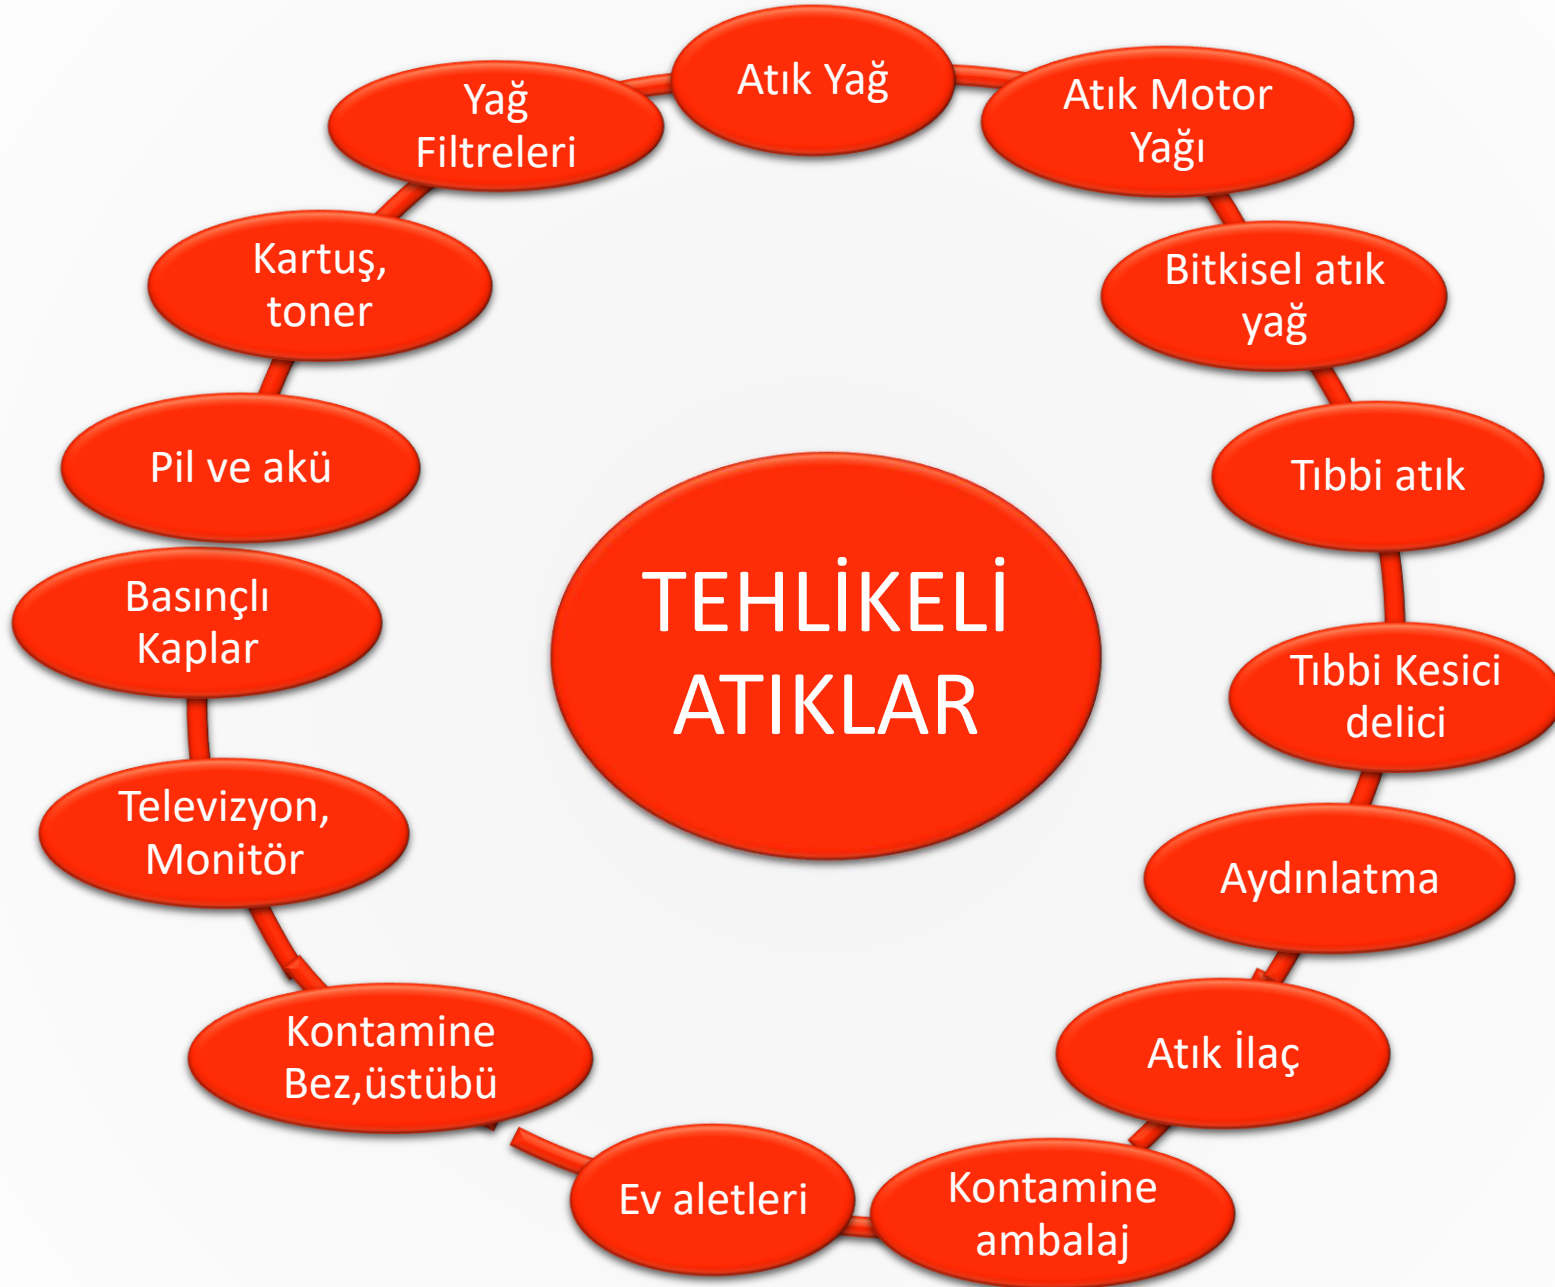 Atık Yağ
Atık Motor
Yağı
Bitkisel atık
yağ
Tıbbi atık
Tıbbi Kesici
delici
Aydınlatma
Atık İlaç
Kontamine
ambalaj
Ev aletleri
Kontamine
Bez,üstübü
Televizyon,
Monitör
Basınçlı
Kaplar
Pil ve akü
Kartuş,
toner
Yağ
Filtreleri
TEHLİKELİ
ATIKLAR